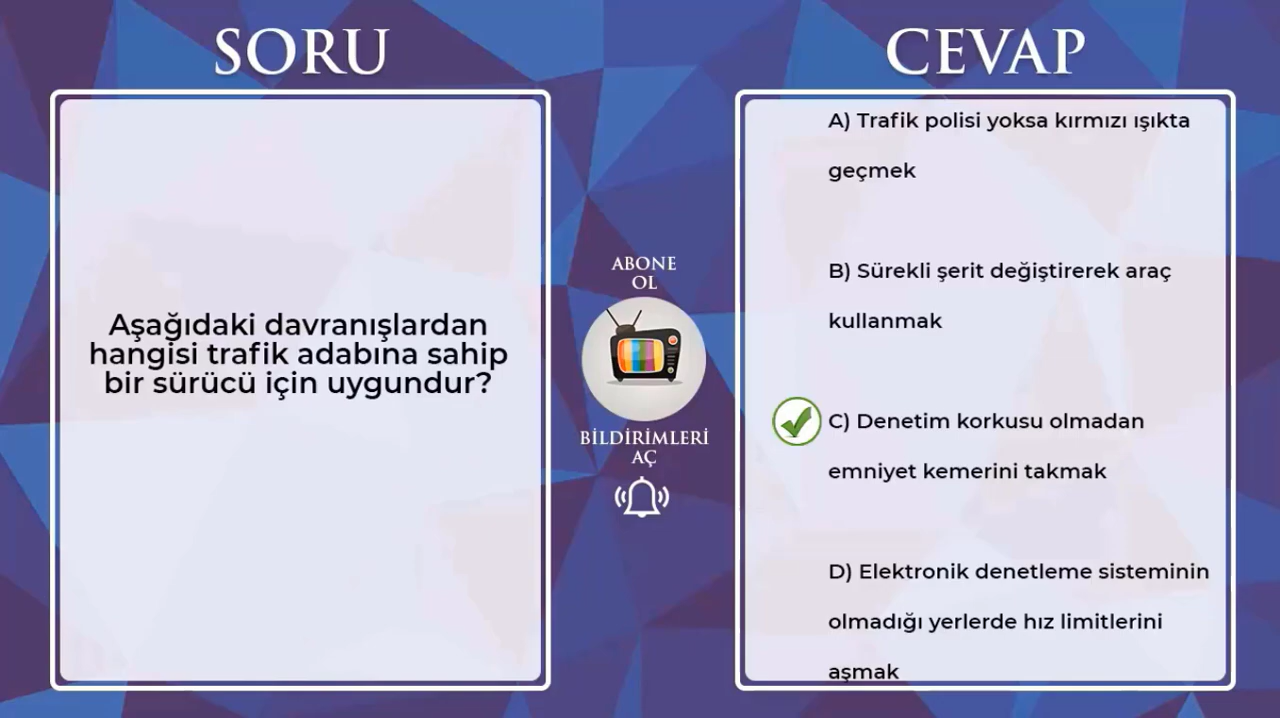 SORU
Aşağıdaki davranışlardan
hangisi trafik adabına sahip
bir sürücü için uygundur?
ABONE
OL
BİLDİRİMLERİ
AÇ
CEVAP
A) Trafik polisi yoksa kırmızı ışıkta
geçmek
B) Sürekli şerit değiştirerek araç
kullanmak
C) Denetim korkusu olmadan
emniyet kemerini takmak
D) Elektronik denetleme sisteminin
olmadığı yerlerde hız limitlerini
aşmak